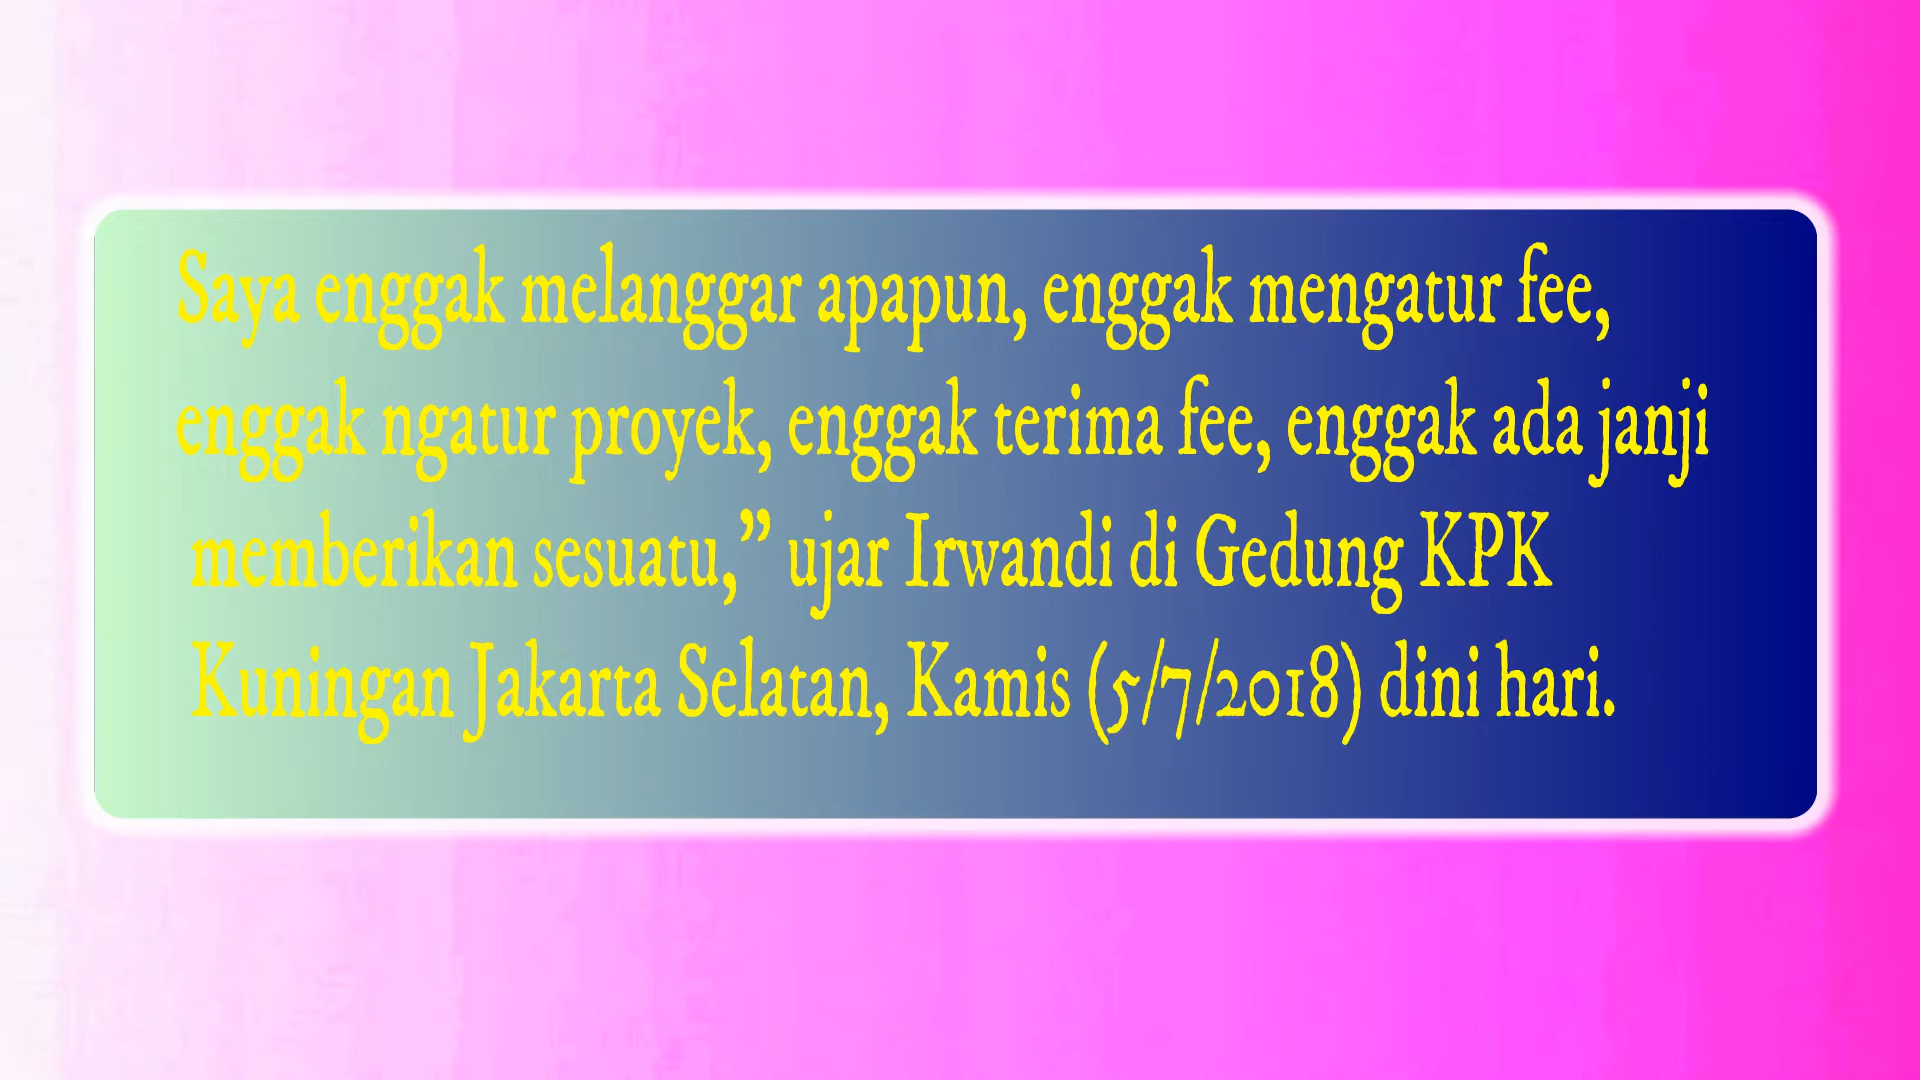 Saya enggak melanggar apapun, enggak mengatur fee,
enggak ngatur proyek, enggak terima fee, enggak ada janji
memberikan sesuatu,” ujar Irwandi di Gedung KPK
Kuningan Jakarta Selatan, Kamis (5/7/2018) dini hari.